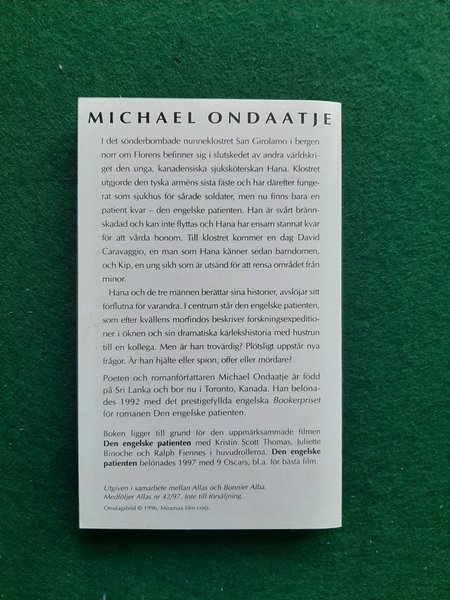 MICHAEL ONDAATJE
I det sönderbombade nunneklostret San Girolamo i bergen
norr om Florens befinner sig i slutskedet av andra världskri-
get den unga, kanadensiska sjuksköterskan Hana. Klostret
utgjorde den tyska arméns sista fäste och har därefter funge-
rat som sjukhus för sårade soldater, men nu finns bara en
patient kvar – den engelske patienten. Han är svårt bränn-
skadad och kan inte flyttas och Hana har ensam stannat kvar
för att vårda honom. Till klostret kommer en dag David
Caravaggio, en man som Hana känner sedan barndomen,
och Kip, en ung sikh som är utsänd för att rensa området från
minor.
Hana och de tre männen berättar sina historier, avslöjar sitt
förflutna för varandra. I centrum står den engelske patienten,
som efter kvällens morfindos beskriver forskningsexpeditio-
ner i öknen och sin dramatiska kärlekshistoria med hustrun
till en kollega. Men är han trovärdig? Plötsligt uppstår nya
frågor. Är han hjälte eller spion, offer eller mördare?
Poeten och romanförfattaren Michael Ondaatje är född
på Sri Lanka och bor nu i Toronto, Kanada. Han belöna-
des 1992 med det prestigefyllda engelska Bookerpriset
för romanen Den engelske patienten.
Boken ligger till grund för den uppmärksammade filmen
Den engelske patienten med Kristin Scott Thomas, Juliette
Binoche och Ralph Fiennes i huvudrollerna. Den engelske
patienten belönades 1997 med 9 Oscars, bl.a. för bästa film.
Utgiven i samarbete mellan Allas och Bonnier Alba.
Medföljer Allas nr 42/97. Inte till försäljning.
Omslagsbild © 1996, Miramax film corp.